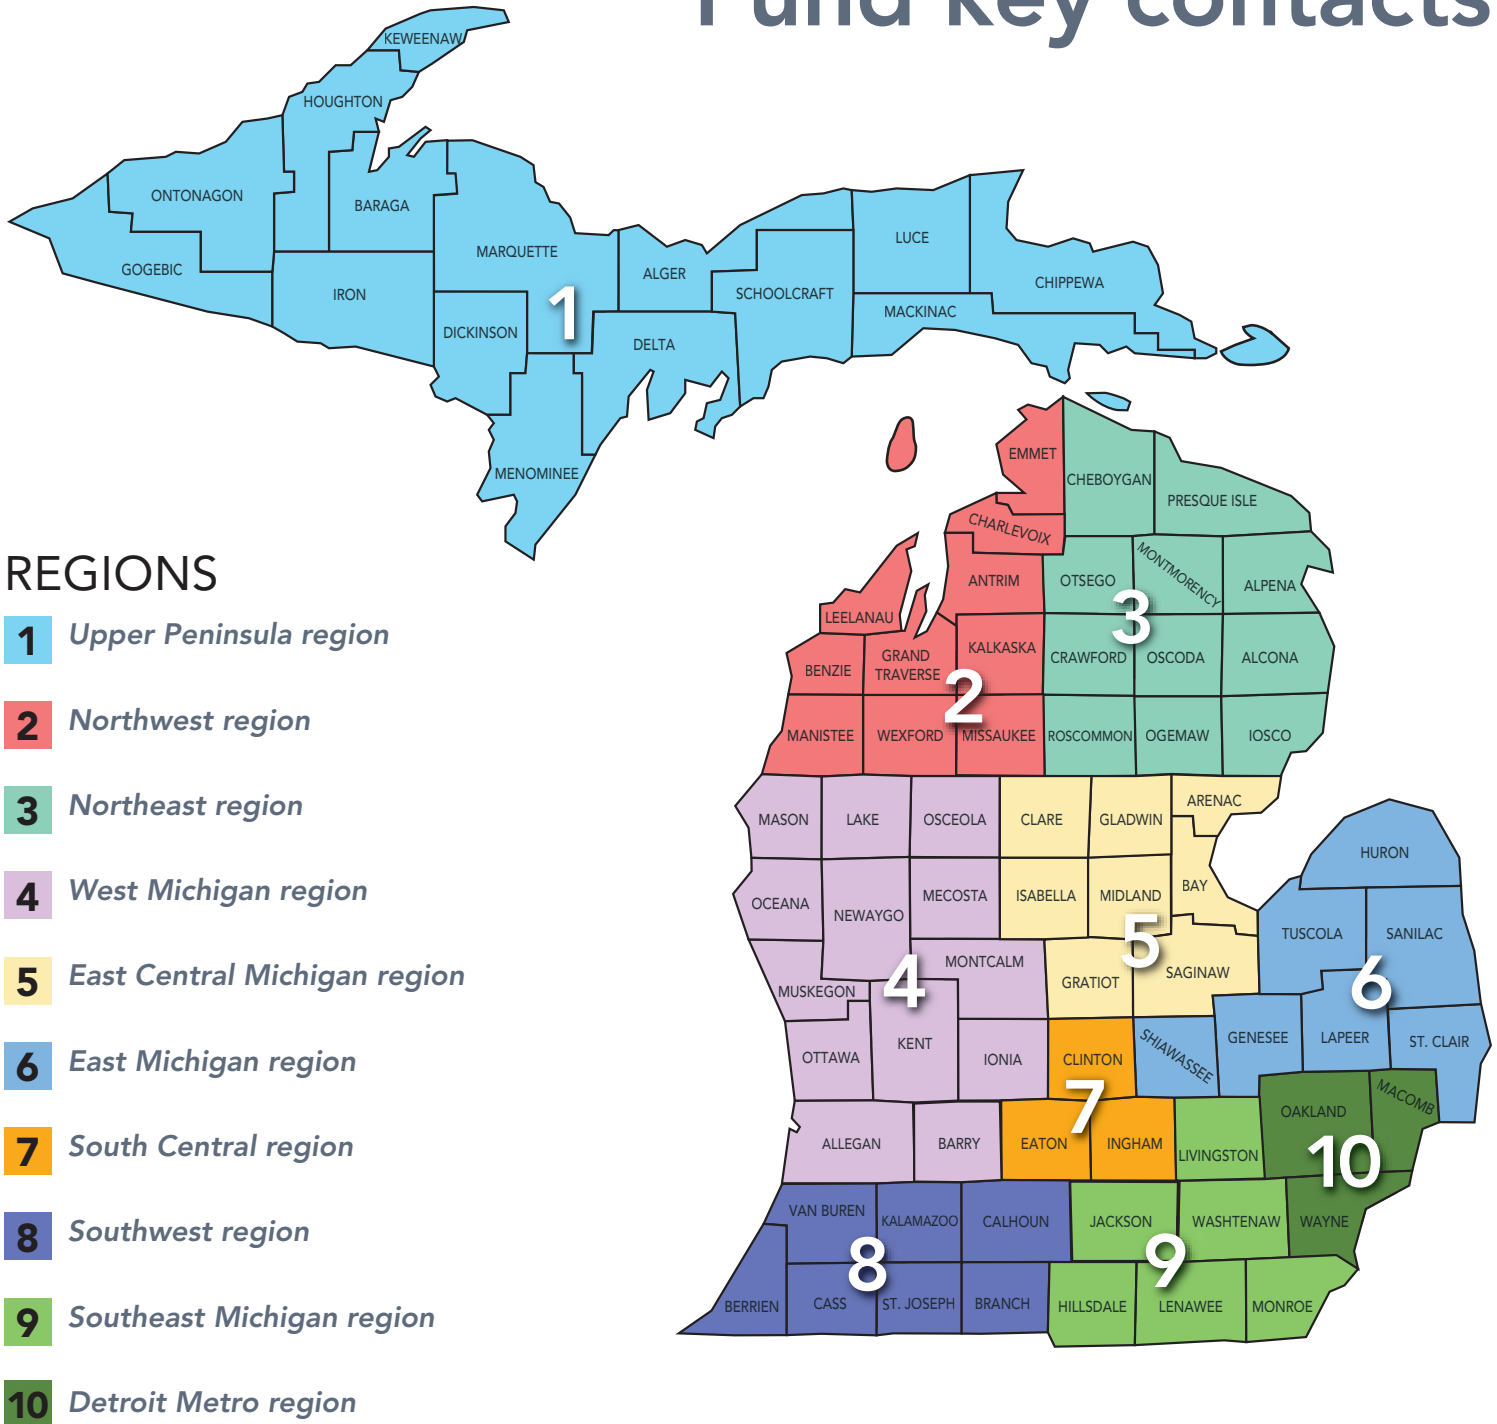 Fund key contacts
KEWEENAW
HOUGHTON
ONTONAGON
BARAGA
GOGEBIC
IRON
MARQUETTE
DICKINSON
1
ALGER
DELTA
SCHOOLCRAFT
LUCE
MACKINAC
CHIPPEWA
MENOMINEE
EMMET
CHEBOYGAN
PRESQUE ISLE
CHARLEVOIX
ANTRIM
OTSEGO
MONTMORENCY
ALPENA
3
LEELANAU
BENZIE
GRAND
TRAVERSE
KALKASKA
CRAWFORD
OSCODA
ALCONA
2
MANISTEE
WEXFORD
MISSAUKEE
ROSCOMMON
OGEMAW
IOSCO
MASON
LAKE
OSCEOLA
CLARE
GLADWIN
ARENAC
HURON
OCEANA
NEWAYGO
MECOSTA
ISABELLA
MIDLAND
BAY
TUSCOLA
SANILAC
5
MUSKEGON
4
MONTCALM
GRATIOT
SAGINAW
6
OTTAWA
KENT
IONIA
CLINTON
SHIAWASSEE
GENESEE
LAPEER
ST. CLAIR
7
ALLEGAN
BARRY
EATON
INGHAM
LIVINGSTON
OAKLAND
MACOMB
10
VAN BUREN
KALAMAZOO
CALHOUN
JACKSON
WASHTENAW
WAYNE
8
9
BERRIEN
CASS
ST. JOSEPH
BRANCH
HILLSDALE
LENAWEE
MONROE
REGIONS
1 Upper Peninsula region
2 Northwest region
3 Northeast region
4 West Michigan region
5 East Central Michigan region
6 East Michigan region
7 South Central region
8 Southwest region
9 Southeast Michigan region
10 Detroit Metro region